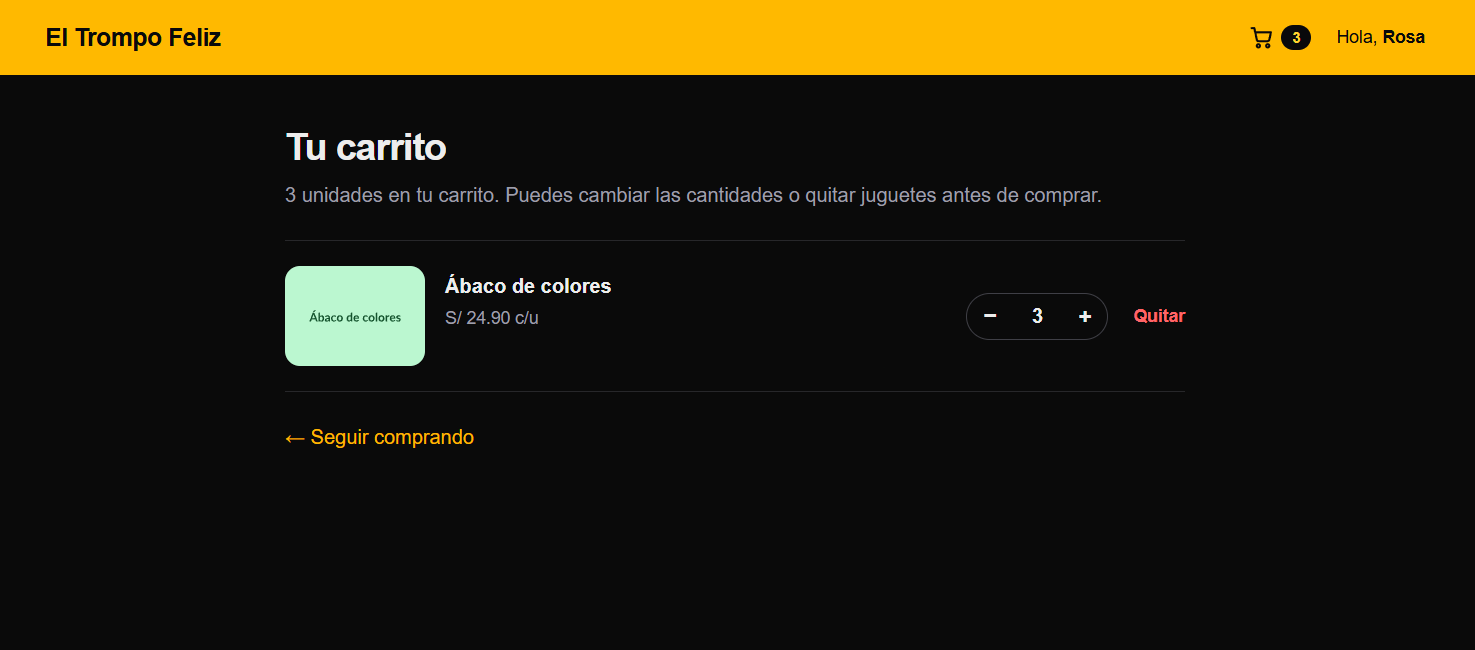 El Trompo Feliz
3
Hola, Rosa
Tu carrito
3 unidades en tu carrito. Puedes cambiar las cantidades o quitar juguetes antes de comprar.
Ábaco de colores
Ábaco de colores
S/ 24.90 c/u
− 3 +
Quitar
← Seguir comprando